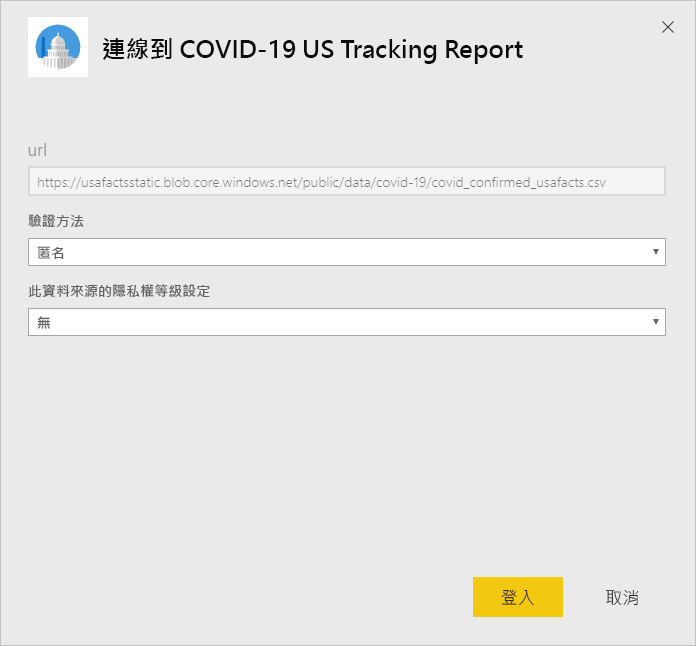 連線到 COVID-19 US Tracking Report
url
https://usafactsstatic.blob.core.windows.net/public/data/covid-19/covid_confirmed_usafacts.csv
驗證方法
匿名
此資料來源的隱私權等級設定
無
登入 取消